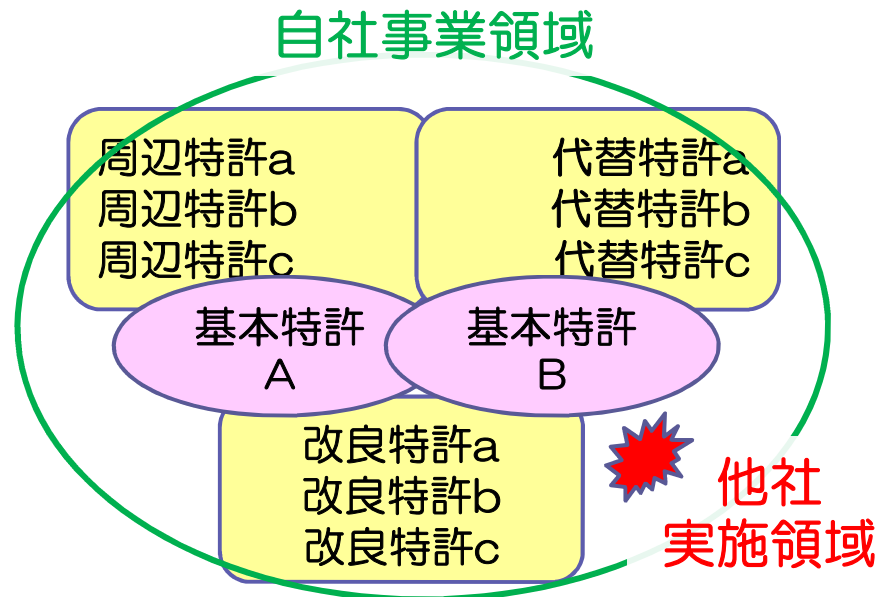 自社事業領域
周辺特許a
周辺特許b
周辺特許c
代替特許a
代替特許b
代替特許c
基本特許
A
基本特許
B
改良特許a
改良特許b
改良特許c
他社
実施領域